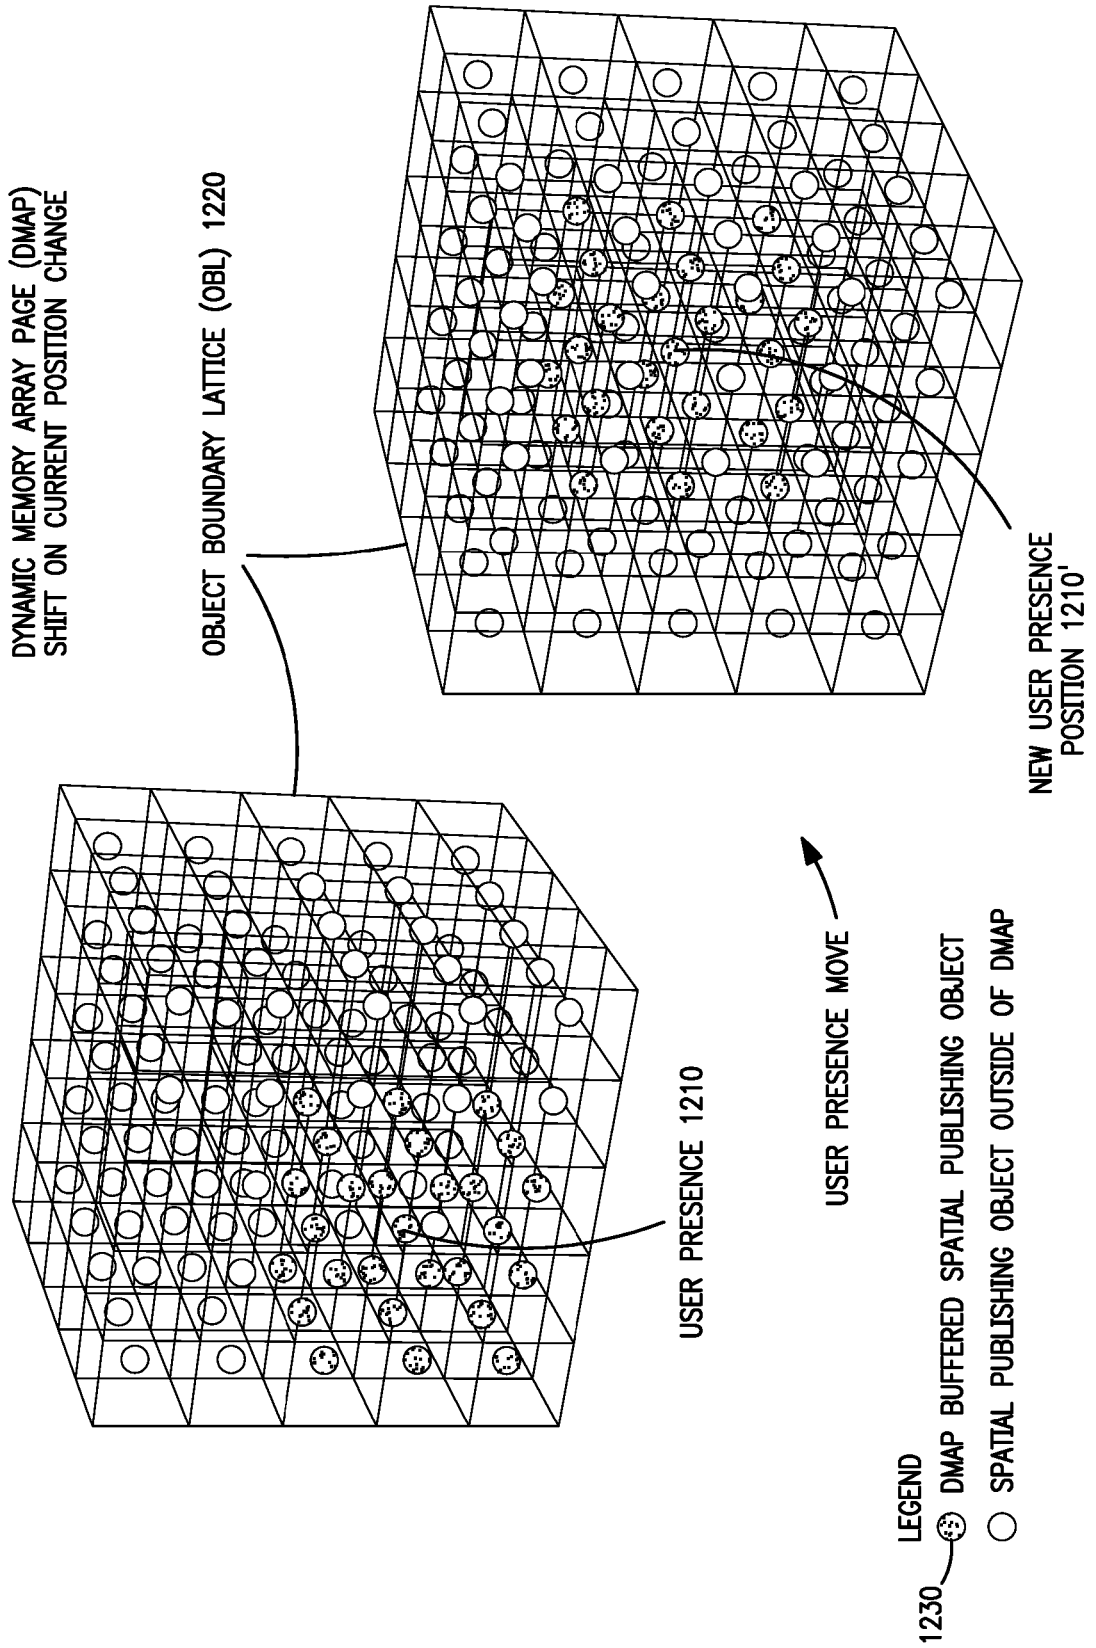 DYNAMIC MEMORY ARRAY PAGE (DMAP)
SHIFT ON CURRENT POSITION CHANGE
OBJECT BOUNDARY LATTICE (OBL) 1220
USER PRESENCE 1210
USER PRESENCE MOVE
NEW USER PRESENCE
POSITION 1210'
LEGEND
1230
DMAP BUFFERED SPATIAL PUBLISHING OBJECT
SPATIAL PUBLISHING OBJECT OUTSIDE OF DMAP